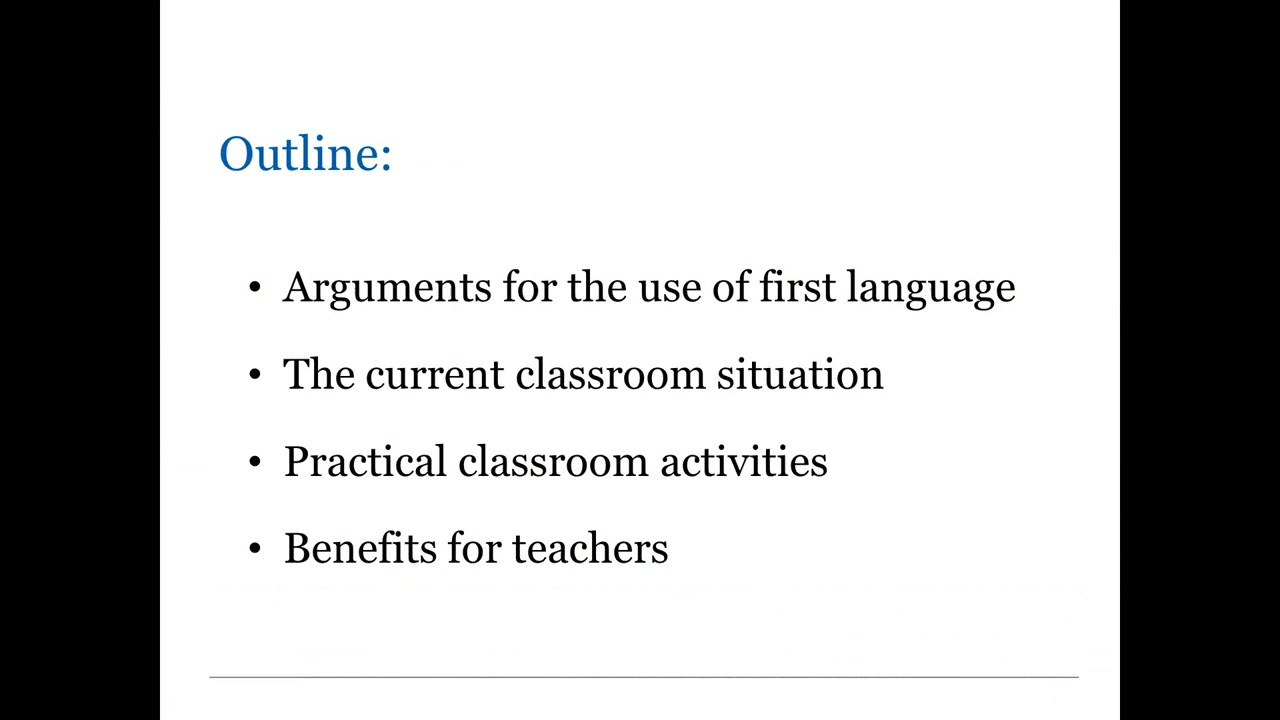 Outline:
• Arguments for the use of first language
• The current classroom situation
• Practical classroom activities
• Benefits for teachers